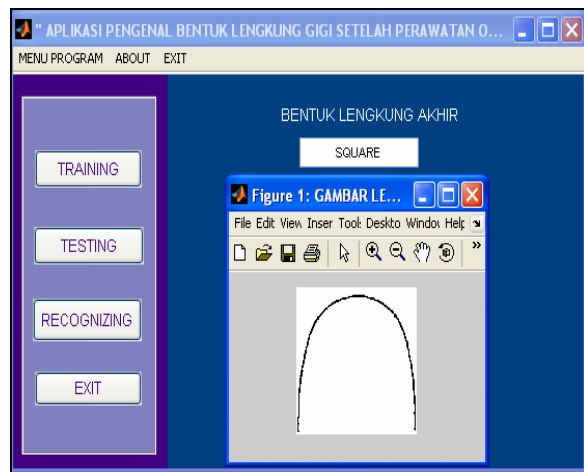 " APLIKASI PENGENAL BENTUK LENGKUNG GIGI SETELAH PERAWATAN O...
MENU PROGRAM ABOUT EXIT
BENTUK LENGKUNG AKHIR
SQUARE
TRAINING
TESTING
RECOGNIZING
EXIT
Figure 1: GAMBAR LE...
File Edit View Inser Tool: Deskto Window Help